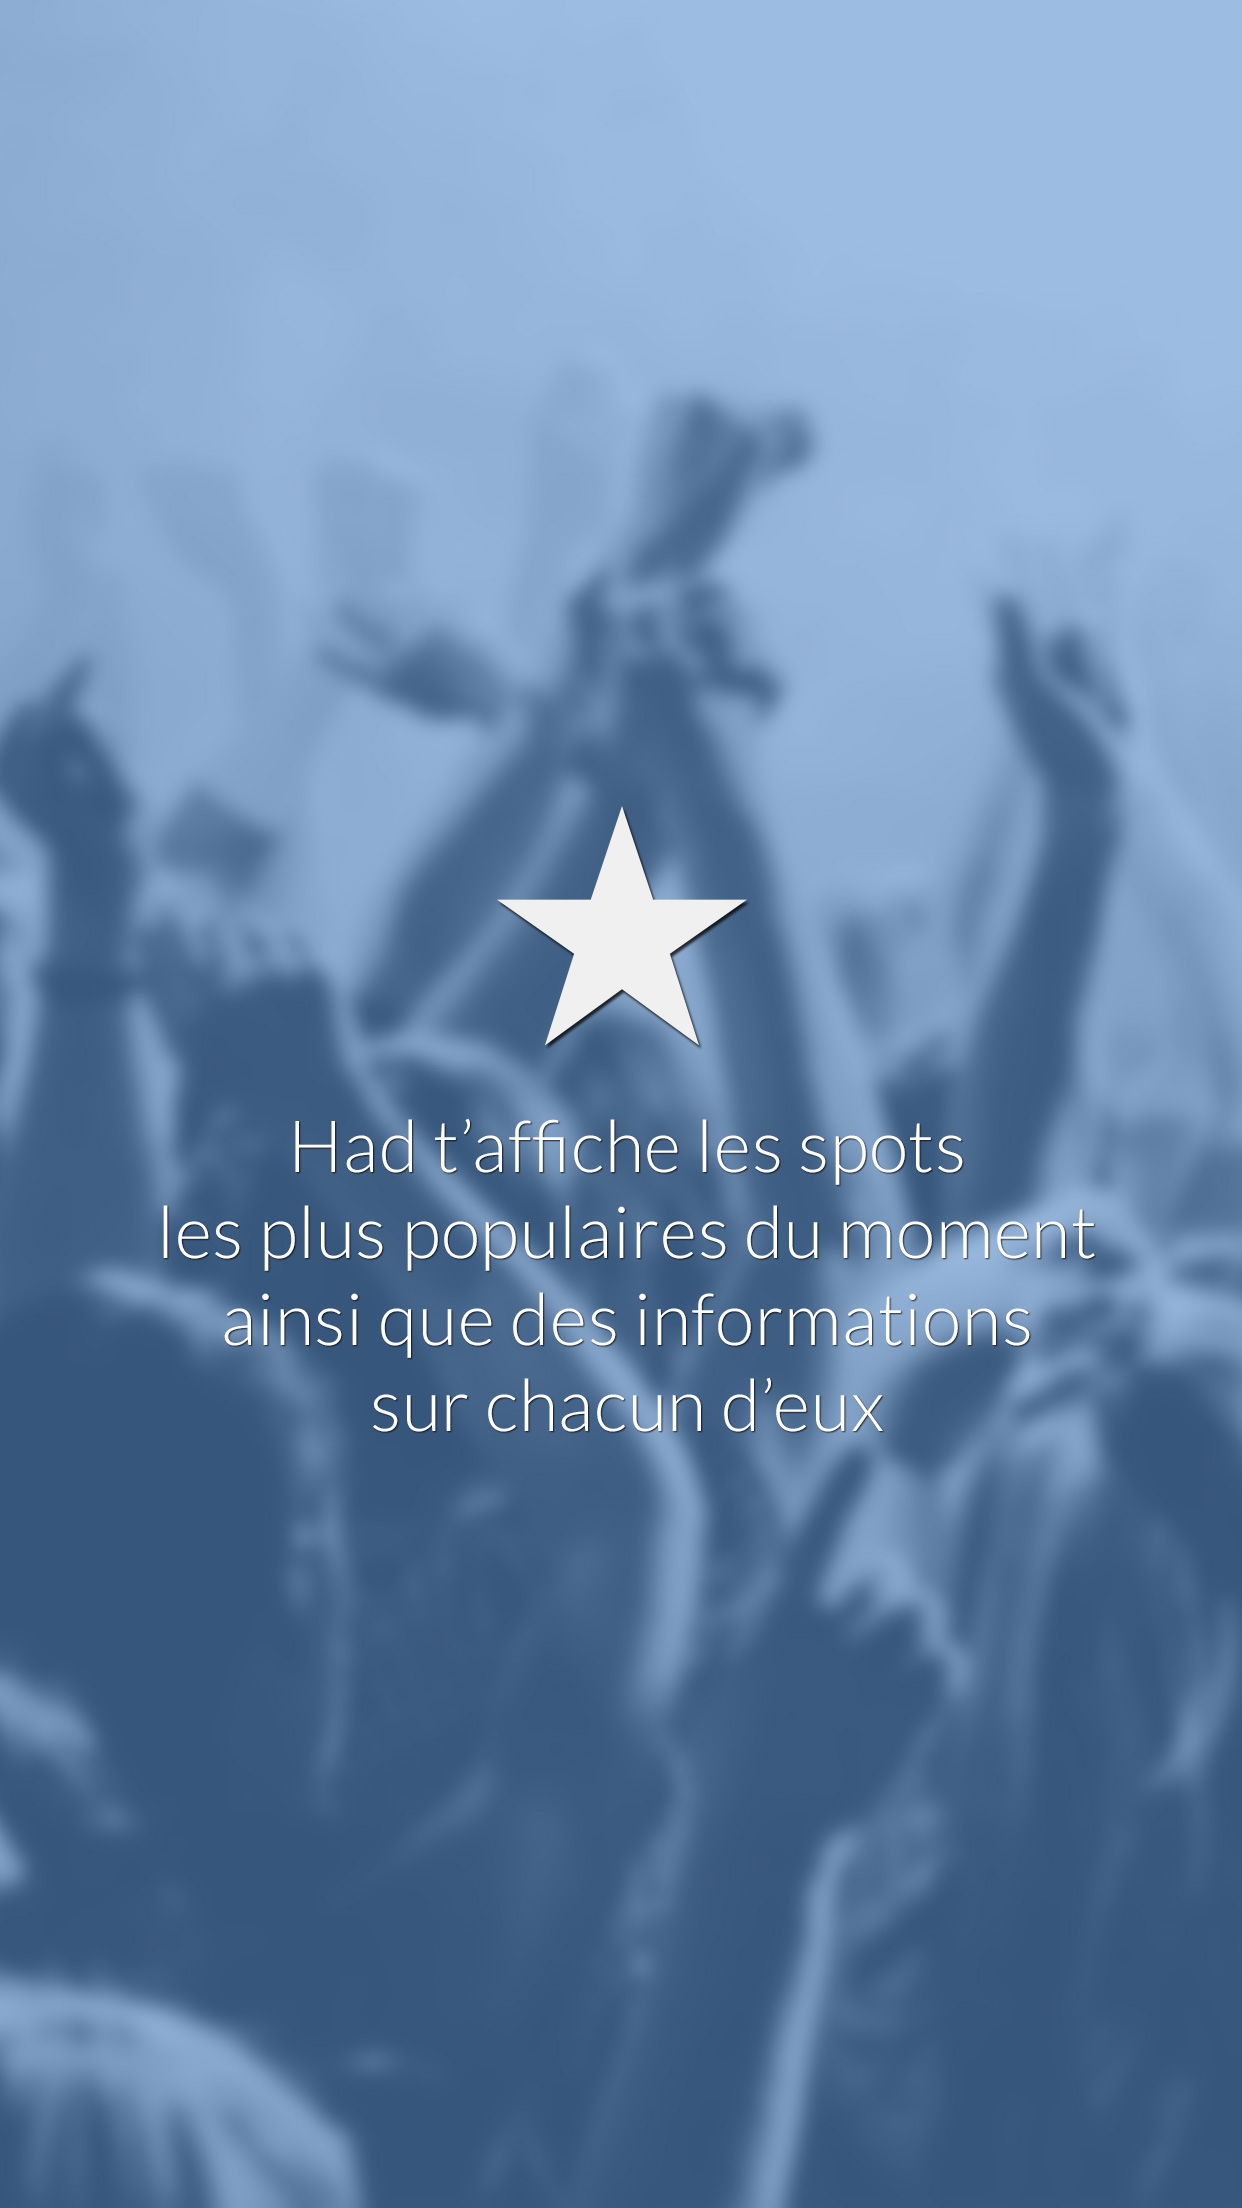 Had t’affiche les spots
les plus populaires du moment
ainsi que des informations
sur chacun d’eux